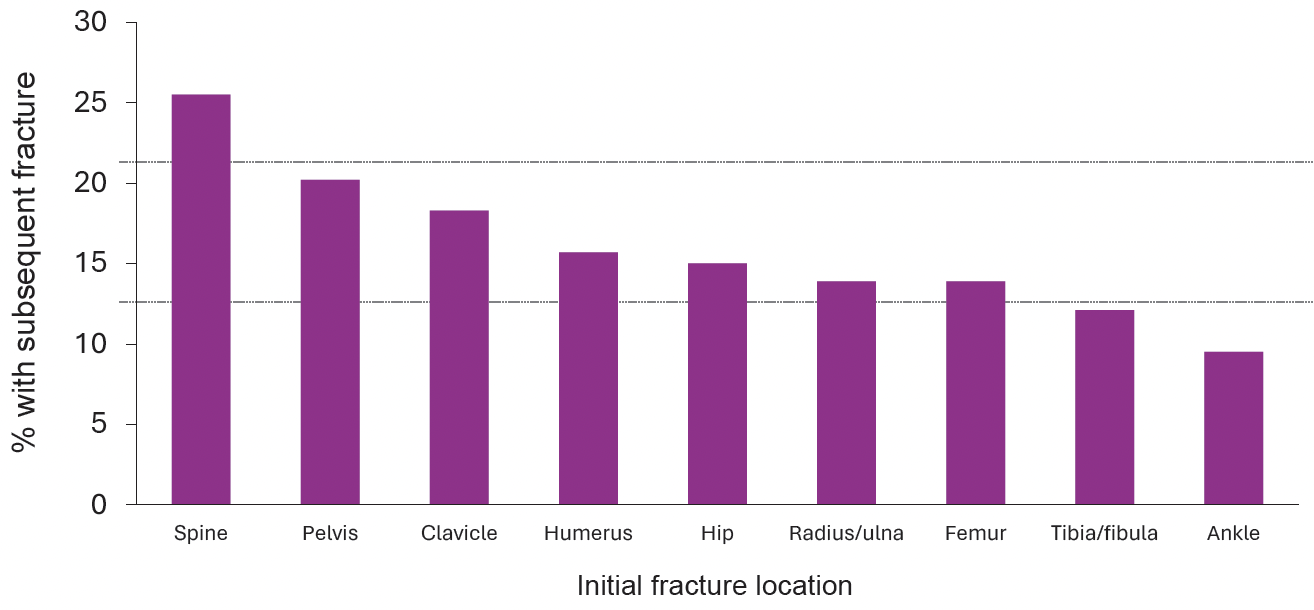 30
25
20
15
10
5
0
% with subsequent fracture
Spine Pelvis Clavicle Humerus Hip Radius/ulna Femur Tibia/fibula Ankle
Initial fracture location